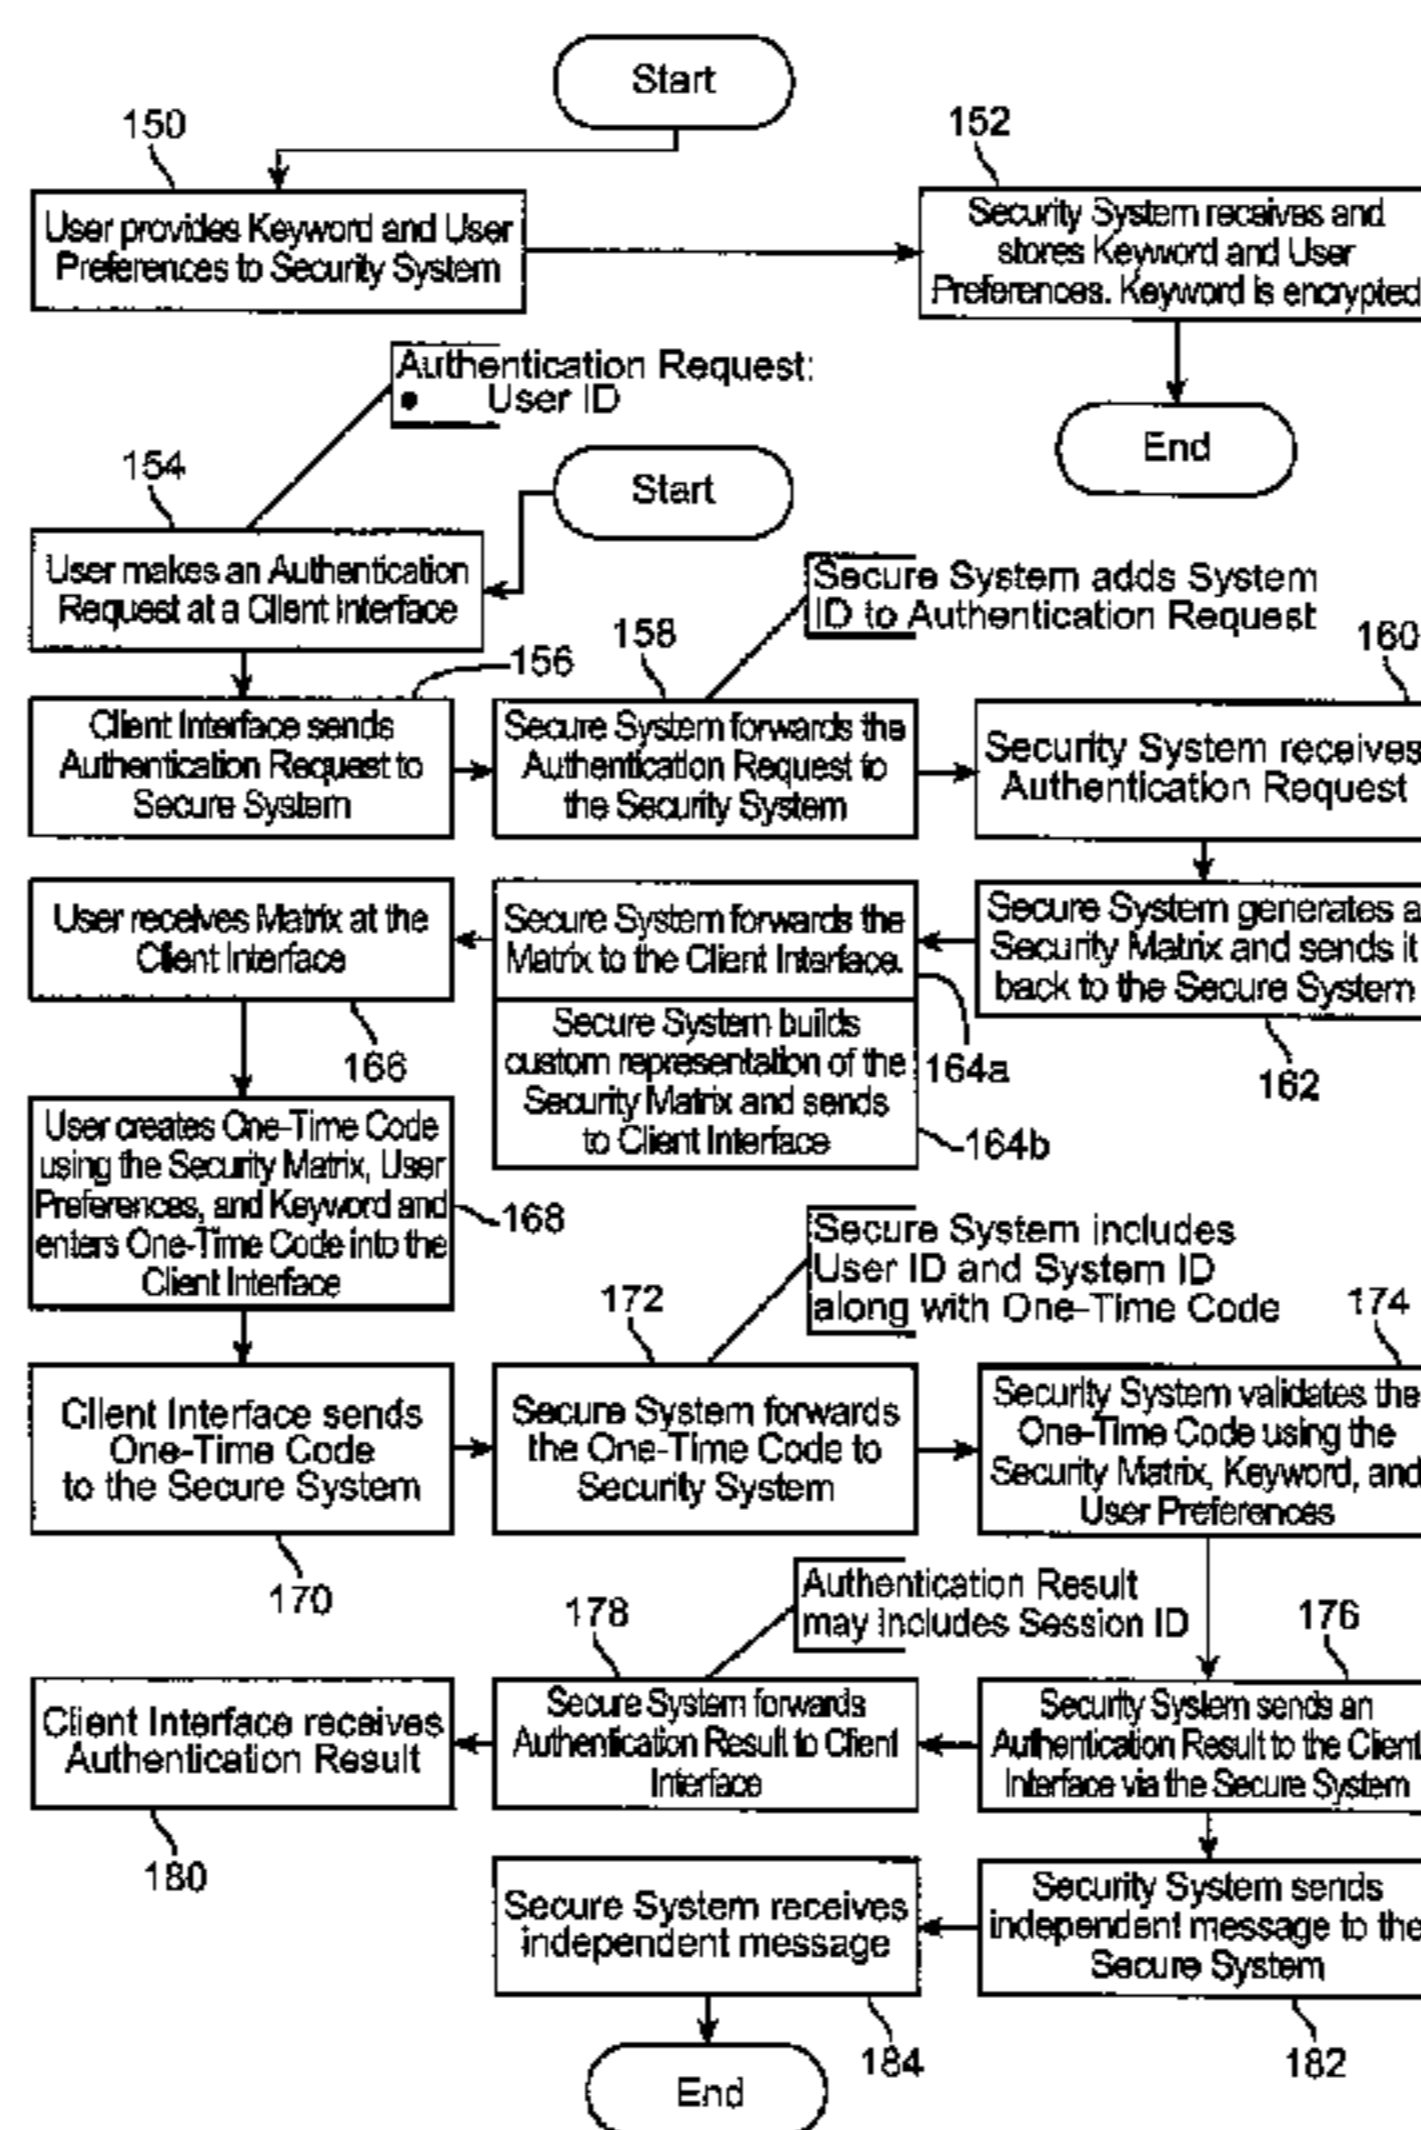 Start
150
152
User provides Keyword and User
Preferences to Security System
Security System receives and
stores Keyword and User
Preferences. Keyword is encrypted
Authentication Request:
• User ID
End
154
Start
User makes an Authentication
Request at a Client Interface
Secure System adds System
ID to Authentication Request
156
158
160
Client Interface sends
Authentication Request to
Secure System
Secure System forwards the
Authentication Request to
the Security System
Security System receives
Authentication Request
User receives Matrix at the
Client Interface
Secure System forwards the
Matrix to the Client Interface.
Secure System generates a
Security Matrix and sends it
back to the Secure System
166
Secure System builds
custom representation of the
Security Matrix and sends
to Client Interface
164a
162
164b
User creates One-Time Code
using the Security Matrix, User
Preferences, and Keyword and
enters One-Time Code into the
Client Interface
168
Secure System includes
User ID and System ID
along with One-Time Code
172
174
Client Interface sends
One-Time Code
to the Secure System
Secure System forwards
the One-Time Code to
Security System
Security System validates the
One-Time Code using the
Security Matrix, Keyword, and
User Preferences
170
Authentication Result
may includes Session ID
178
176
Client Interface receives
Authentication Result
Secure System forwards
Authentication Result to Client
Interface
Security System sends an
Authentication Result to the Client
Interface via the Secure System
180
Secure System receives
independent message
Security System sends
independent message to the
Secure System
184
182
End